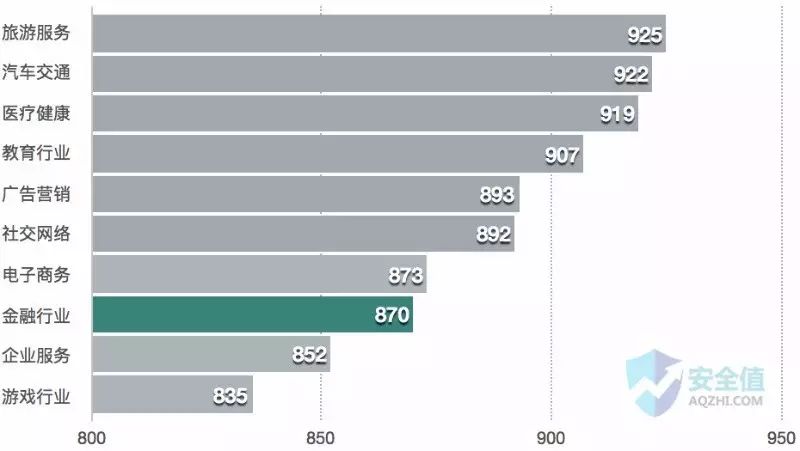 旅游服务 925
汽车交通 922
医疗健康 919
教育行业 907
广告营销 893
社交网络 892
电子商务 873
金融行业 870
企业服务 852
游戏行业 835
安全值
AQZHI.COM
800 850 900 950